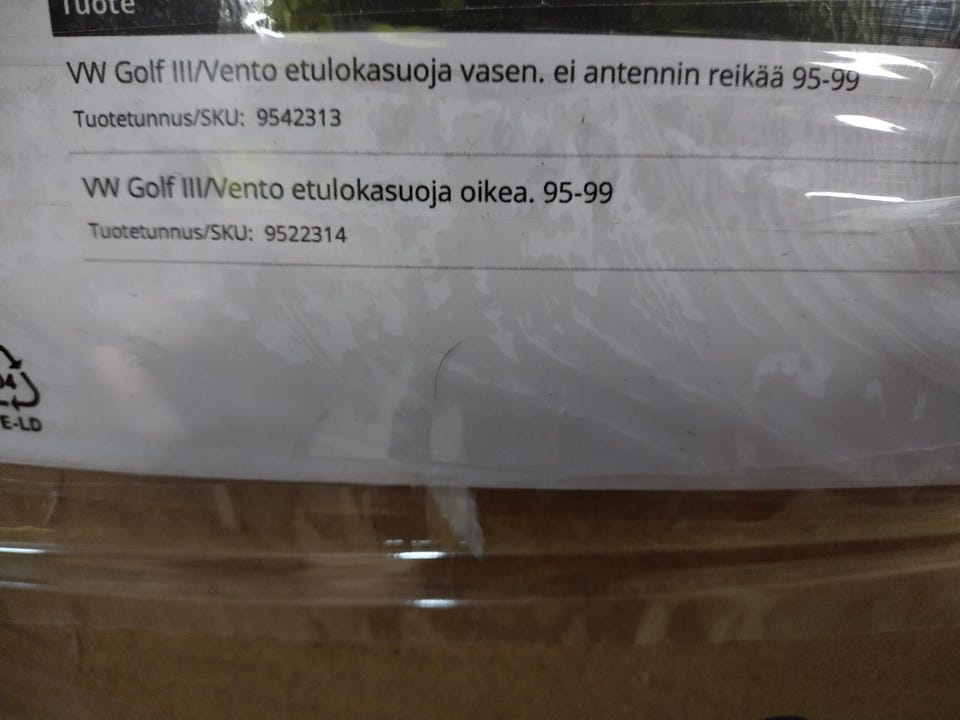 Tuote
VW Golf III/Vento etulokasuoja vasen. ei antennin reikää 95-99
Tuotetunnus/SKU: 9542313
VW Golf III/Vento etulokasuoja oikea. 95-99
Tuotetunnus/SKU: 9522314
04
E-LD